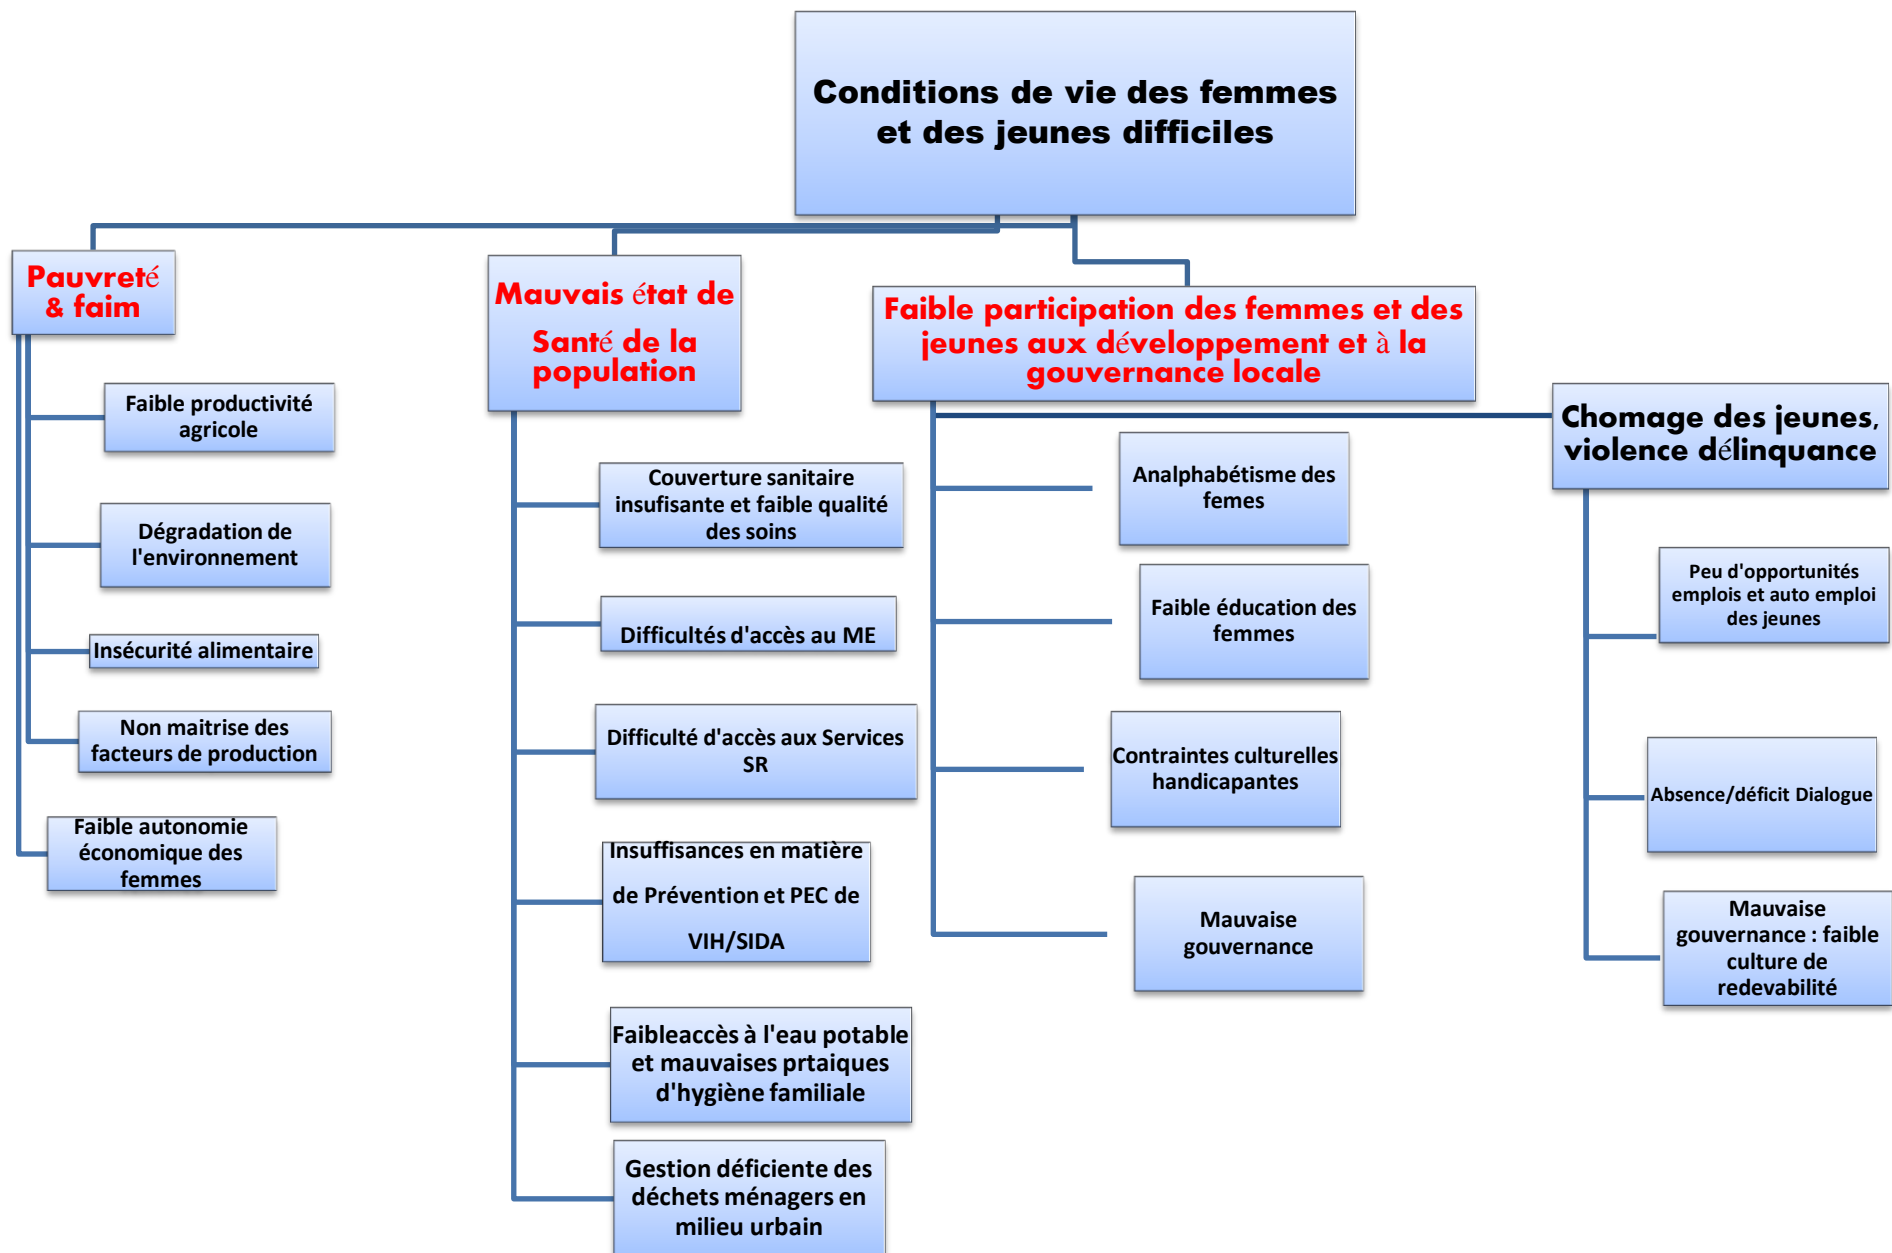 Conditions de vie des femmes
et des jeunes difficiles
Pauvreté
& faim
Faible productivité
agricole
Dégradation de
l'environnement
Insécurité alimentaire
Non maitrise des
facteurs de production
Faible autonomie
économique des
femmes
Mauvais état de
Santé de la
population
Couverture sanitaire
insufisante et faible qualité
des soins
Difficultés d'accès au ME
Difficulté d'accès aux Services
SR
Insuffisances en matière
de Prévention et PEC de
VIH/SIDA
Faibleaccès à l'eau potable
et mauvaises prtaiques
d'hygiène familiale
Gestion déficiente des
déchets ménagers en
milieu urbain
Faible participation des femmes et des
jeunes aux développement et à la
gouvernance locale
Analphabétisme des
femes
Faible éducation des
femmes
Contraintes culturelles
handicapantes
Mauvaise
gouvernance
Chomage des jeunes,
violence délinquance
Peu d'opportunités
emplois et auto emploi
des jeunes
Absence/déficit Dialogue
Mauvaise
gouvernance : faible
culture de
redevabilité